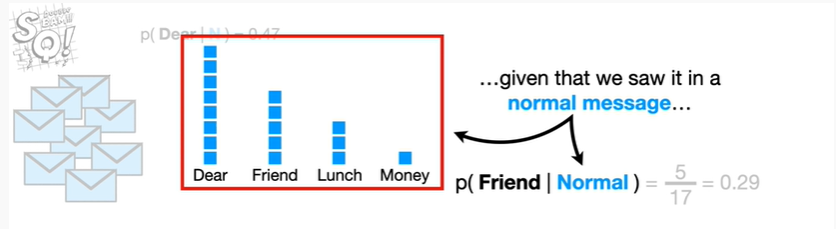 p( Dear | N ) = 0.47
…given that we saw it in a
normal message…
Dear Friend Lunch Money
p( Friend | Normal ) = 5/17 = 0.29